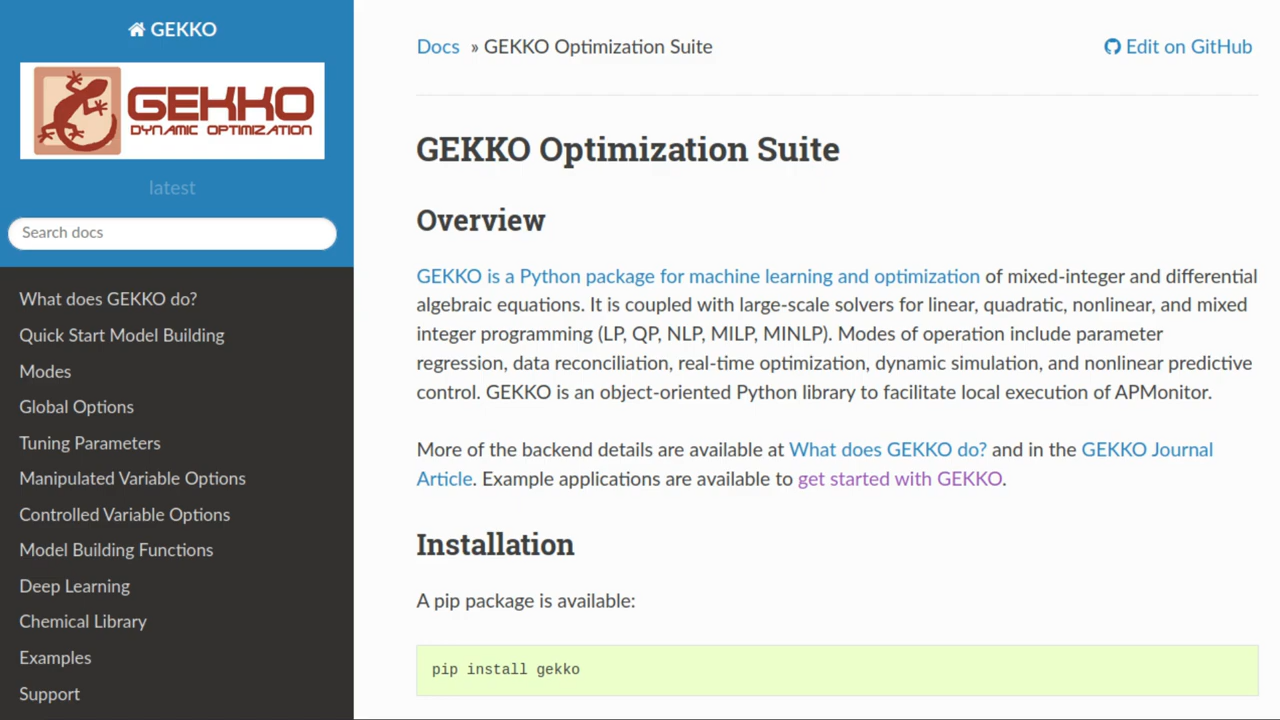 GEKKO
GEKKO
DYNAMIC OPTIMIZATION
latest
Search docs
What does GEKKO do?
Quick Start Model Building
Modes
Global Options
Tuning Parameters
Manipulated Variable Options
Controlled Variable Options
Model Building Functions
Deep Learning
Chemical Library
Examples
Support
Docs » GEKKO Optimization Suite
Edit on GitHub
GEKKO Optimization Suite
Overview
GEKKO is a Python package for machine learning and optimization of mixed-integer and differential
algebraic equations. It is coupled with large-scale solvers for linear, quadratic, nonlinear, and mixed
integer programming (LP, QP, NLP, MILP, MINLP). Modes of operation include parameter
regression, data reconciliation, real-time optimization, dynamic simulation, and nonlinear predictive
control. GEKKO is an object-oriented Python library to facilitate local execution of APMonitor.
More of the backend details are available at What does GEKKO do? and in the GEKKO Journal
Article. Example applications are available to get started with GEKKO.
Installation
A pip package is available:
pip install gekko